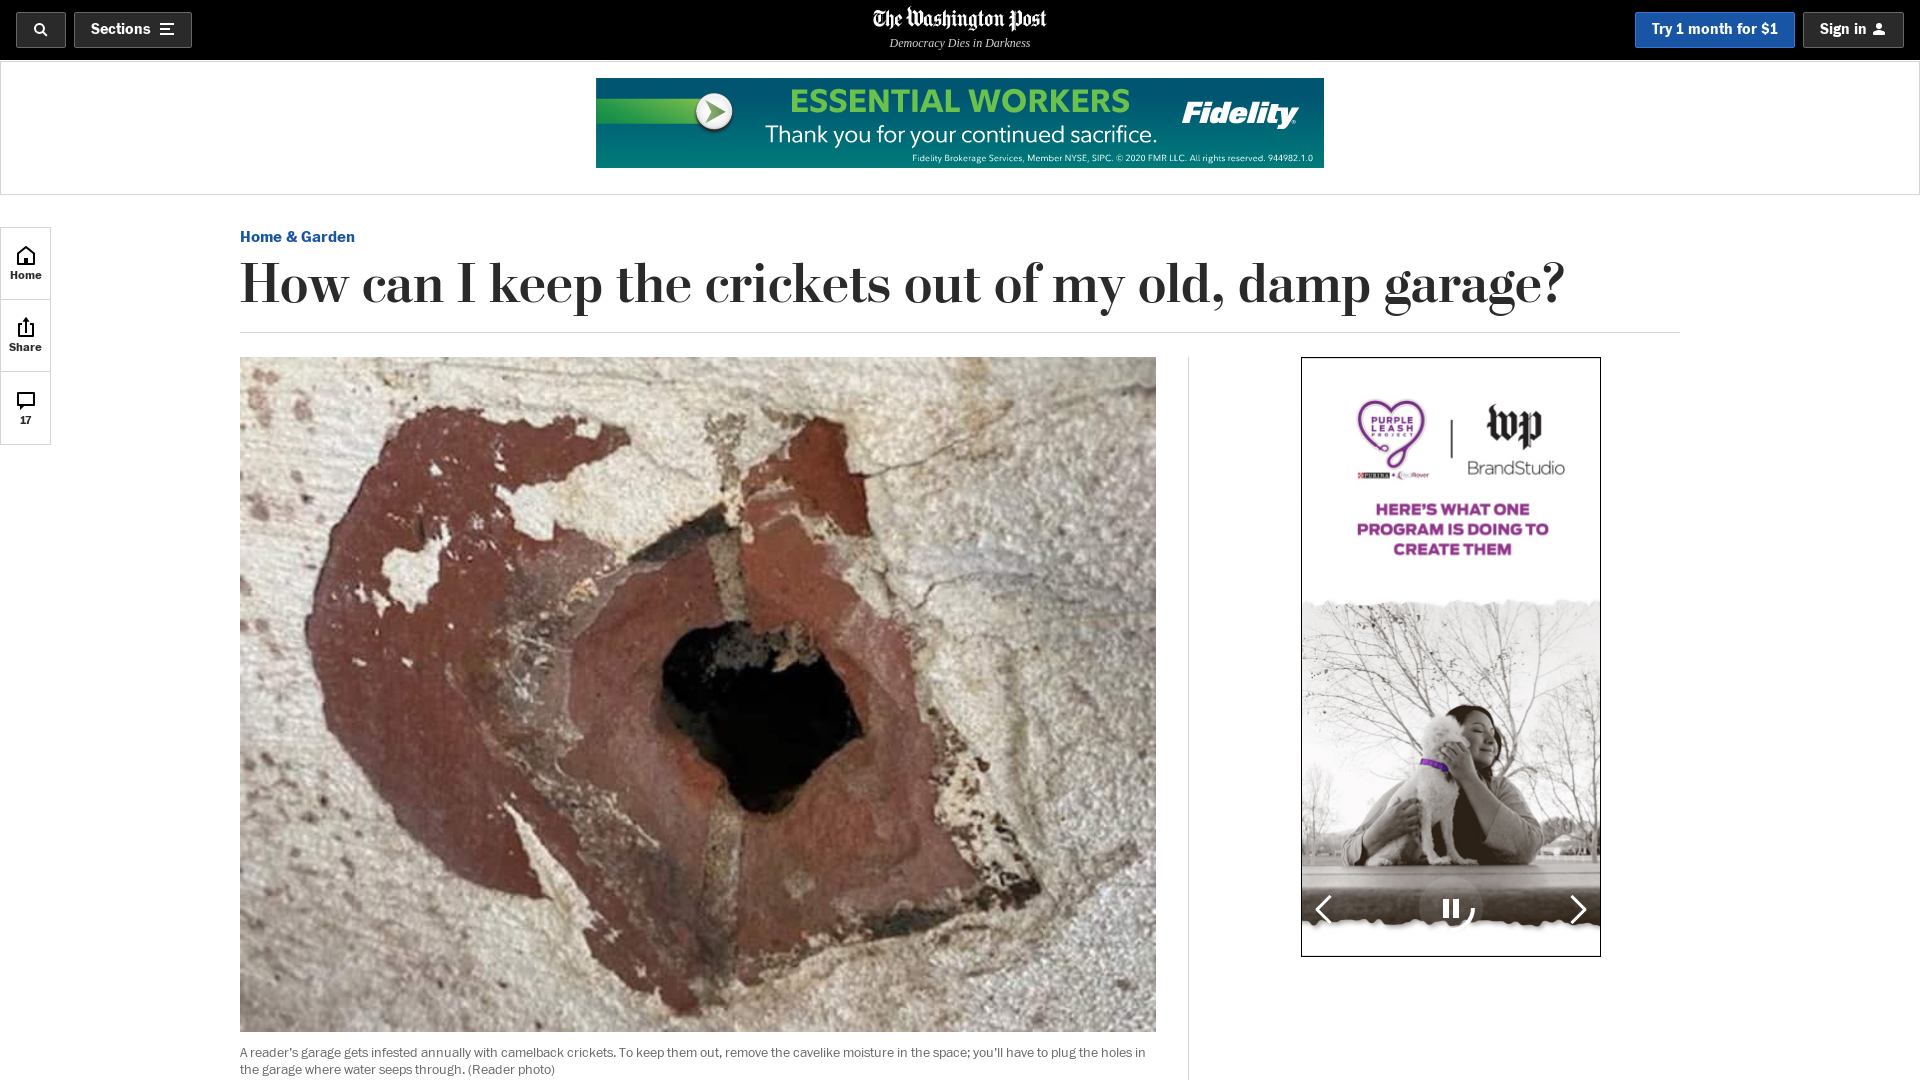 Sections
The Washington Post
Democracy Dies in Darkness
Try 1 month for $1
Sign in
ESSENTIAL WORKERS
Thank you for your continued sacrifice.
Fidelity
Fidelity Brokerage Services, Member NYSE, SIPC. © 2020 FMR LLC. All rights reserved. 944982.1.0
Home
Share
17
Home & Garden
How can I keep the crickets out of my old, damp garage?
PURPLE
LEASH
PROJECT
PURINA
wp
BrandStudio
HERE'S WHAT ONE
PROGRAM IS DOING TO
CREATE THEM
A reader's garage gets infested annually with camelback crickets. To keep them out, remove the cavelike moisture in the space; you'll have to plug the holes in
the garage where water seeps through. (Reader photo)